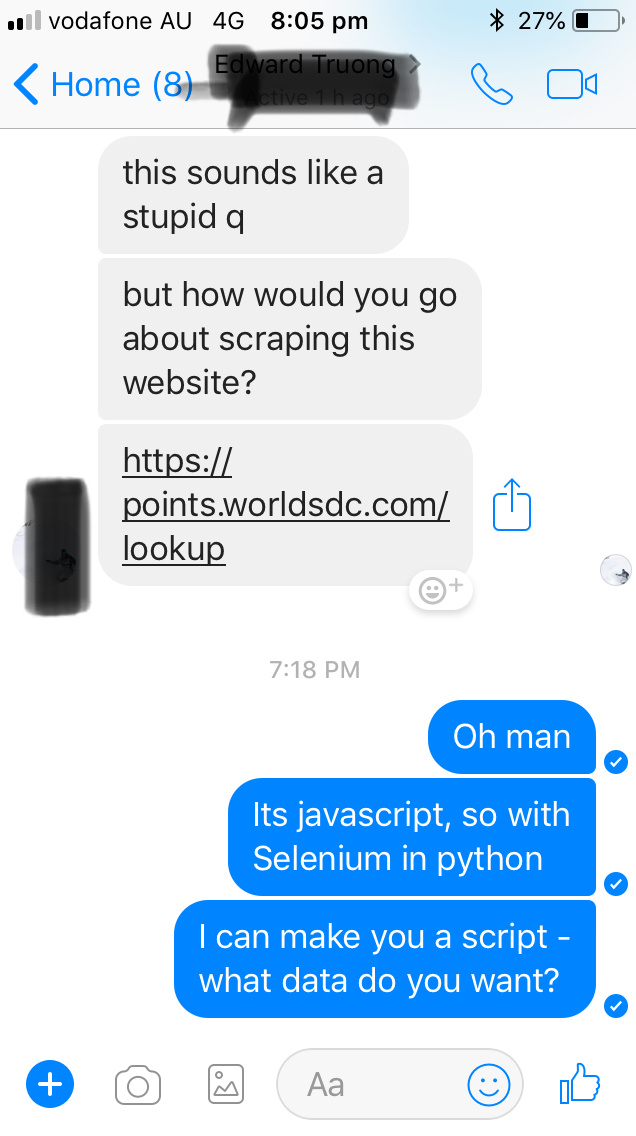 vodafone AU 4G 8:05 pm 27%
Home (8)
Edward Truong
Active 1 h ago
this sounds like a
stupid q
but how would you go
about scraping this
website?
https://
points.worldsdc.com/
lookup
7:18 PM
Oh man
Its javascript, so with
Selenium in python
I can make you a script -
what data do you want?
Aa